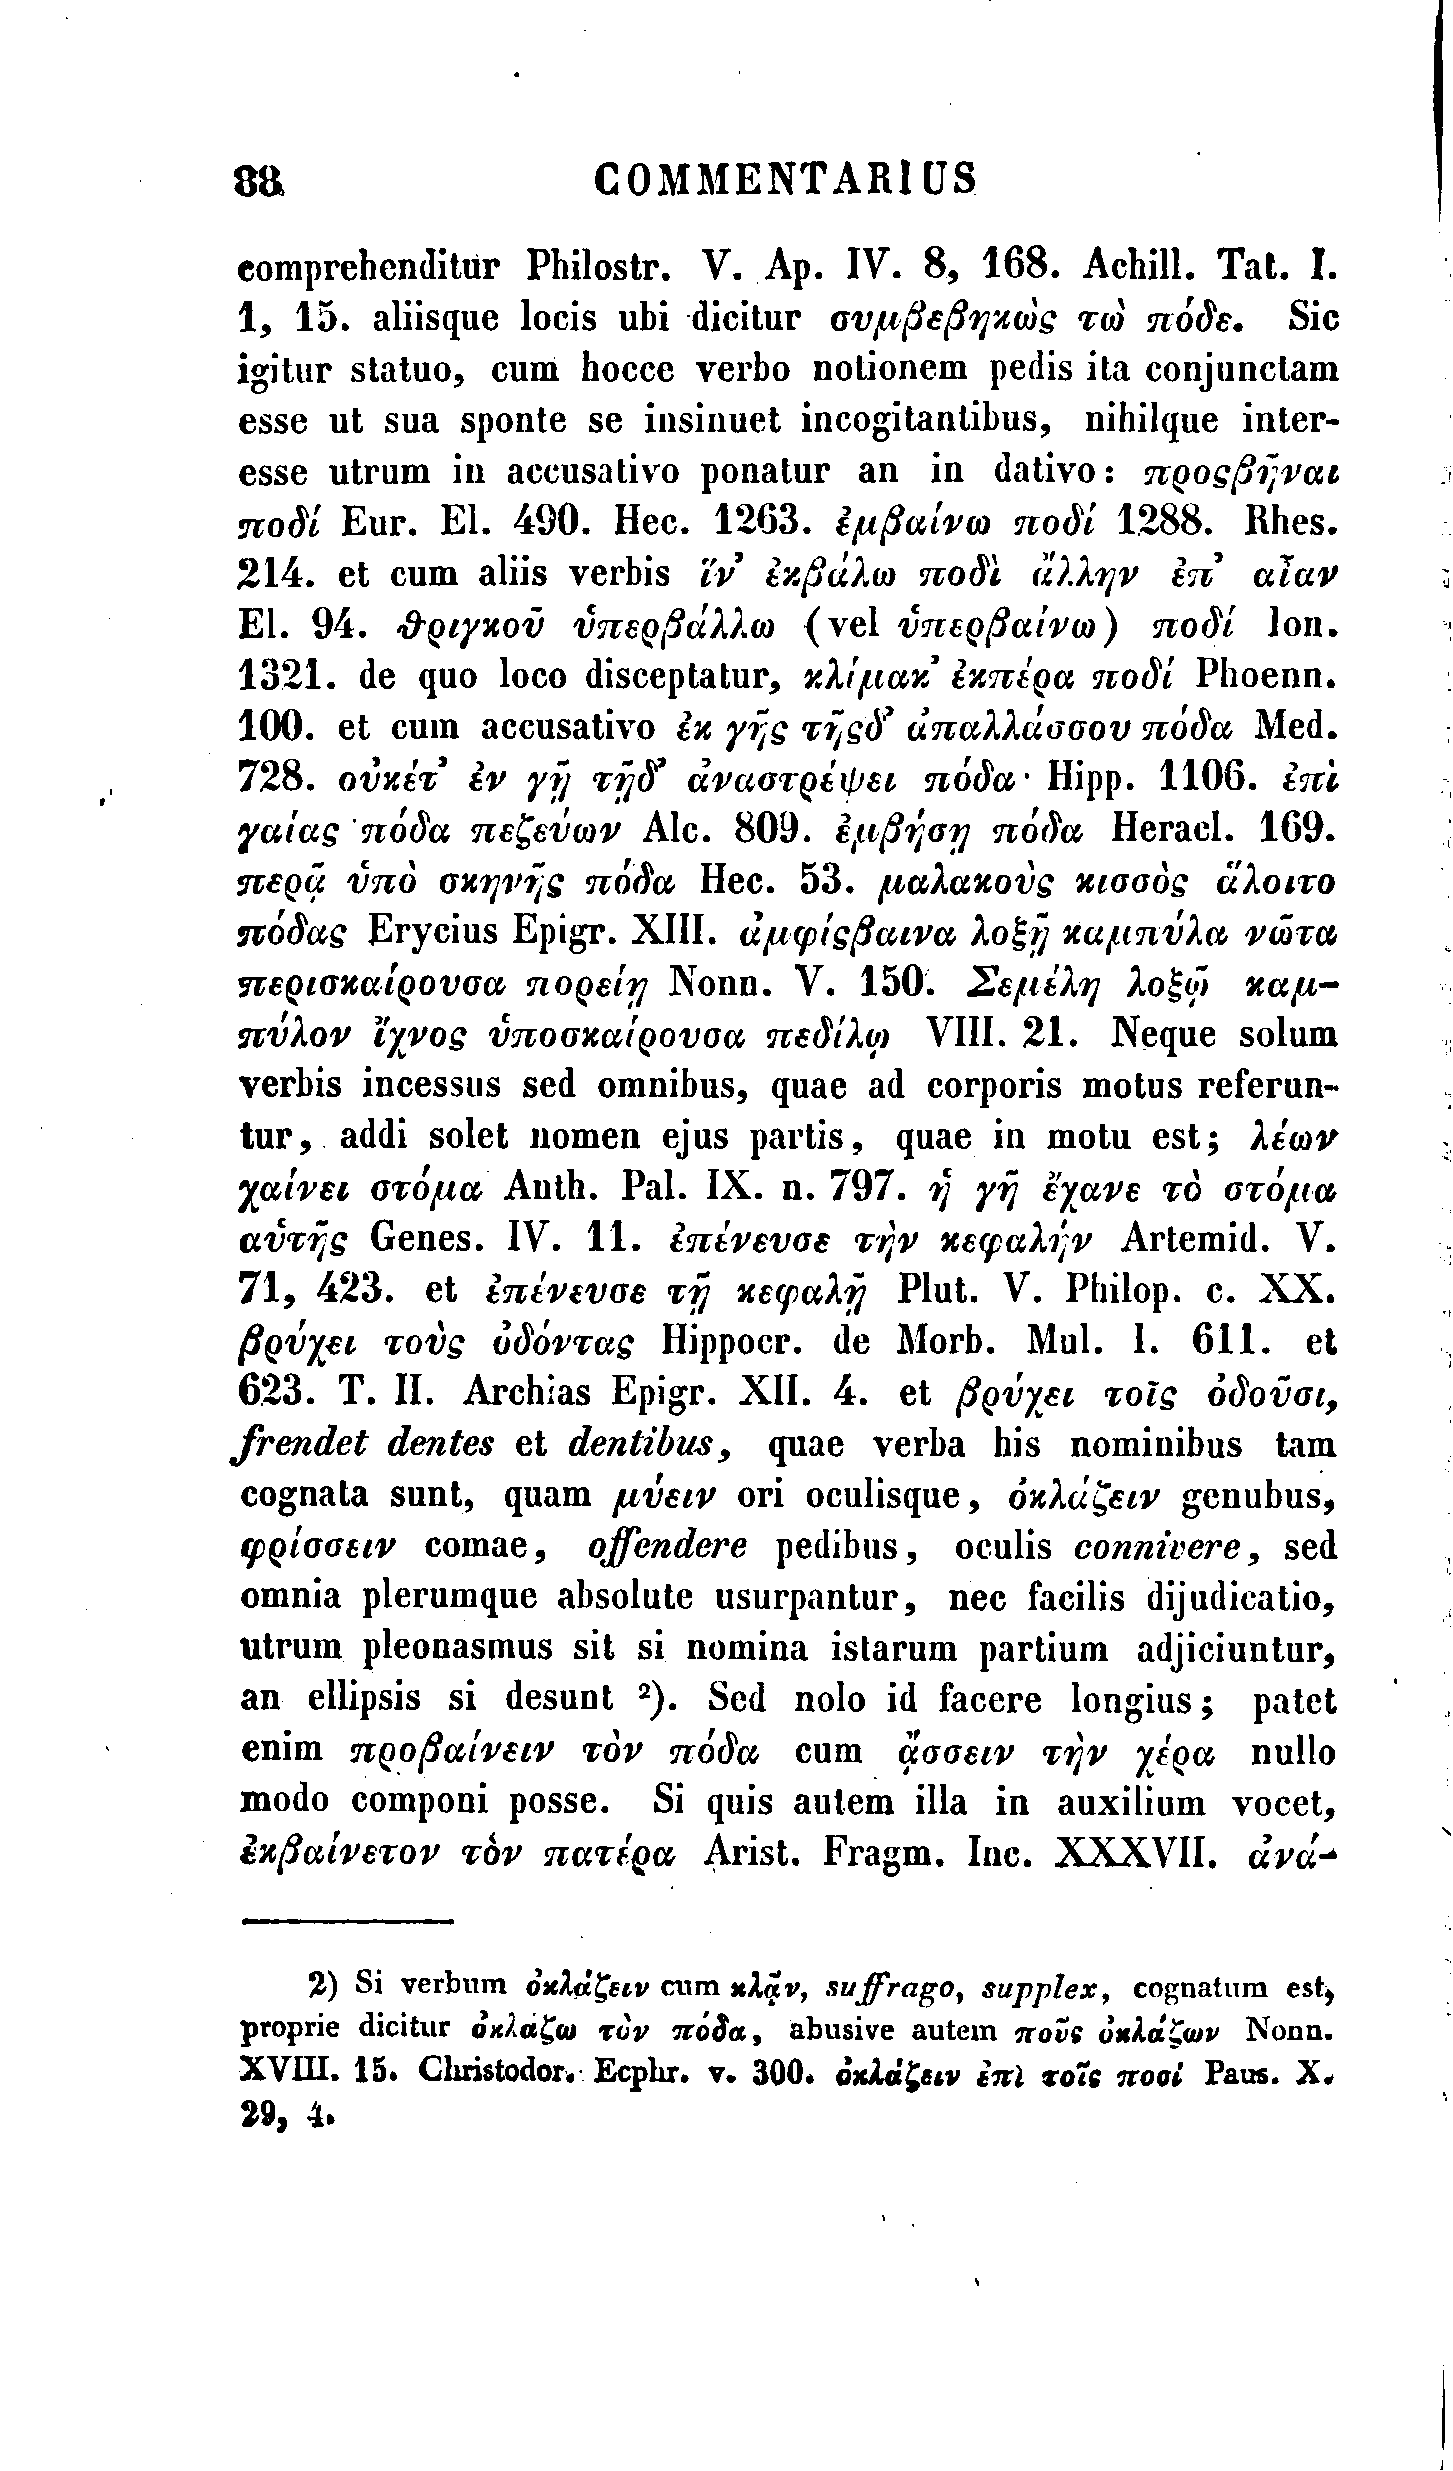 88 COMMENTARIUS
comprehenditur Philostr. V. Ap. IV. 8, 168. Achill. Tat. I.
1, 15. aliisque locis ubi dicitur συμβεβηκὼς τὼ πόδε. Sic
igitur statuo, cum hocce verbo notionem pedis ita conjunctam
esse ut sua sponte se insinuet incogitantibus, nihilque inter-
esse utrum in accusativo ponatur an in dativo: προςβῆναι
ποδί Eur. El. 490. Hec. 1263. ἐμβαίνω ποδί 1288. Rhes.
214. et cum aliis verbis ἵν’ ἐκβάλω ποδὶ ἄλλην ἐπ’ αἶαν
El. 94. θριγκοῦ ὑπερβάλλω (vel ὑπερβαίνω) ποδί Ion.
1321. de quo loco disceptatur, κλίμακ’ ἐκπέρα ποδί Phoenn.
100. et cum accusativo ἐκ γῆς τῆςδ’ ἀπαλλάσσου πόδα Med.
728. οὐκέτ’ ἐν γῇ τῇδ’ ἀναστρέψει πόδα· Hipp. 1106. ἐπὶ
γαίας πόδα πεζεύων Alc. 809. ἐμβήσῃ πόδα Heracl. 169.
περᾷ ὑπὸ σκηνῆς πόδα Hec. 53. μαλακοὺς κισσὸς ἅλοιτο
πόδας Erycius Epigr. XIII. ἀμφίςβαινα λοξῇ καμπύλα νῶτα
περισκαίρουσα πορείῃ Nonn. V. 150. Σεμέλη λοξῷ καμ-
πύλον ἴχνος ὑποσκαίρουσα πεδίλῳ VIII. 21. Neque solum
verbis incessus sed omnibus, quae ad corporis motus referun-
tur, addi solet nomen ejus partis, quae in motu est; λέων
χαίνει στόμα Anth. Pal. IX. n. 797. ἡ γῆ ἔχανε τὸ στόμα
αὑτῆς Genes. IV. 11. ἐπένευσε τὴν κεφαλήν Artemid. V.
71, 423. et ἐπένευσε τῇ κεφαλῇ Plut. V. Philop. c. XX.
βρύχει τοὺς ὀδόντας Hippocr. de Morb. Mul. I. 611. et
623. T. II. Archias Epigr. XII. 4. et βρύχει τοῖς ὀδοῦσι,
frendet dentes et dentibus, quae verba his nominibus tam
cognata sunt, quam μύειν ori oculisque, ὀκλάζειν genubus,
φρίσσειν comae, offendere pedibus, oculis connivere, sed
omnia plerumque absolute usurpantur, nec facilis dijudicatio,
utrum pleonasmus sit si nomina istarum partium adjiciuntur,
an ellipsis si desunt ²). Sed nolo id facere longius; patet
enim προβαίνειν τὸν πόδα cum ᾄσσειν τὴν χέρα nullo
modo componi posse. Si quis autem illa in auxilium vocet,
ἐκβαίνετον τὸν πατέρα Arist. Fragm. Inc. XXXVII. ἀνά-
2) Si verbum ὀκλάζειν cum κλᾷν, suffrago, supplex, cognatum est,
proprie dicitur ὀκλάζω τὸν πόδα, abusive autem ποῦς ὀκλάζων Nonn.
XVIII. 15. Christodor. Ecphr. v. 300. ὀκλάζειν ἐπὶ τοῖς ποσί Paus. X.
29, 4.